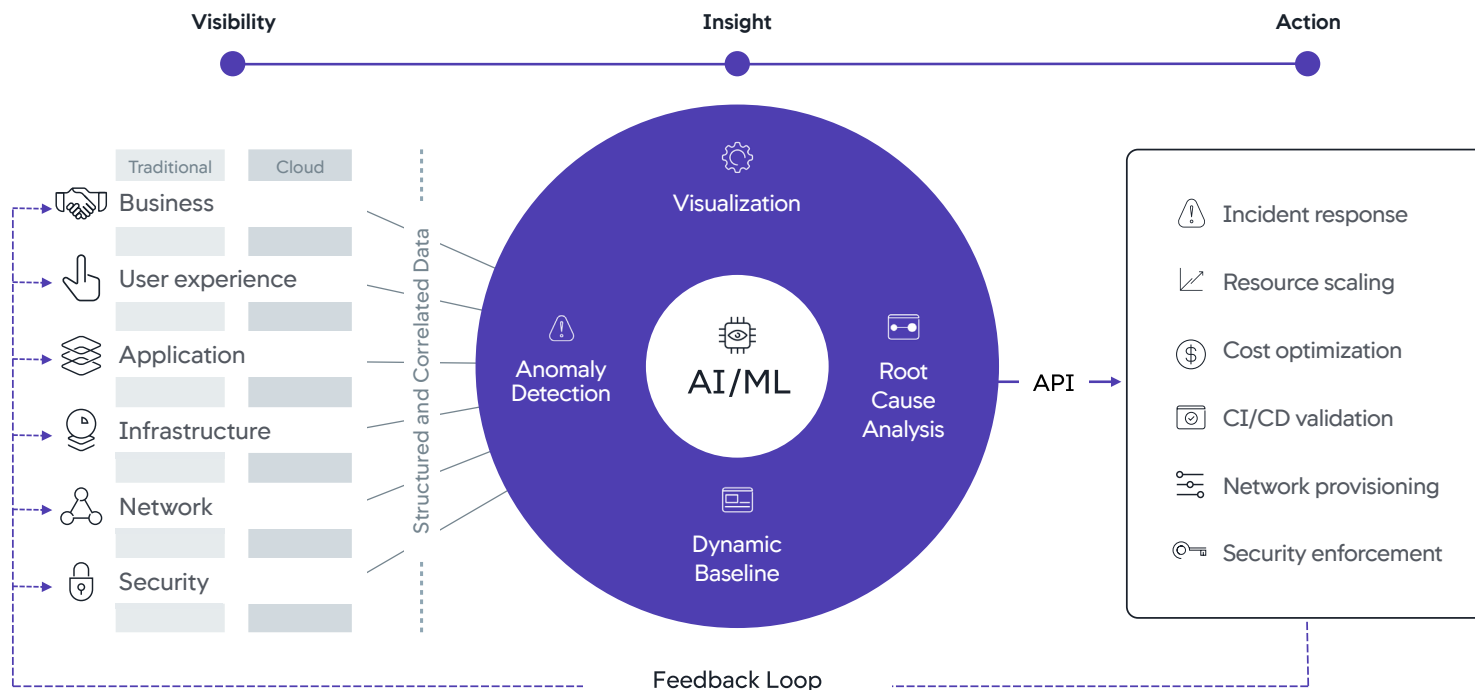 Visibility
Insight
Action
Traditional
Cloud
Business
User experience
Application
Infrastructure
Network
Security
Structured and Correlated Data
Visualization
Anomaly
Detection
AI/ML
Root
Cause
Analysis
Dynamic
Baseline
API
Incident response
Resource scaling
Cost optimization
CI/CD validation
Network provisioning
Security enforcement
Feedback Loop